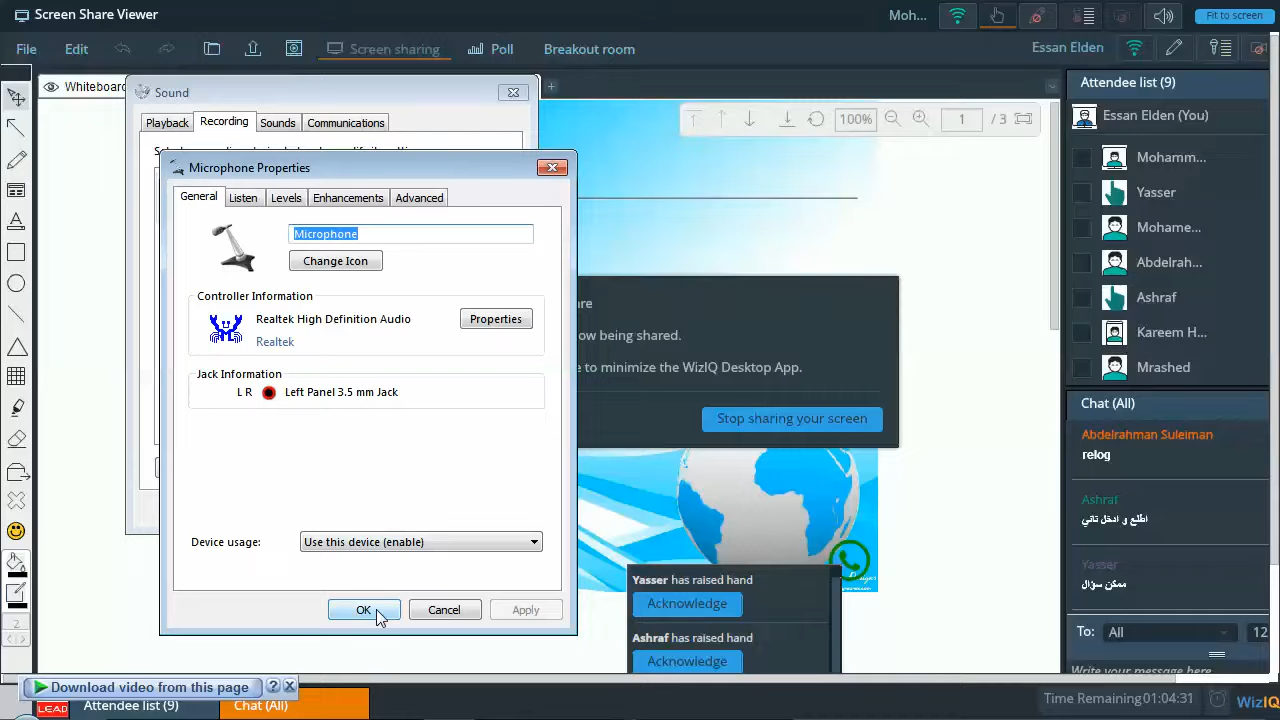 Screen Share Viewer
Moh...
Fit to screen
File Edit Screen sharing Poll Breakout room
Essan Elden
Whiteboard
Sound
Playback Recording Sounds Communications
Microphone Properties
General Listen Levels Enhancements Advanced
Microphone
Change Icon
Controller Information
Realtek High Definition Audio
Properties
Realtek
Jack Information
L R Left Panel 3.5 mm Jack
Device usage:
Use this device (enable)
OK Cancel Apply
100%
1 / 3
are
ow being shared.
e to minimize the WizIQ Desktop App.
Stop sharing your screen
Yasser has raised hand
Acknowledge
Ashraf has raised hand
Acknowledge
Attendee list (9)
Essan Elden (You)
Mohamm...
Yasser
Mohame...
Abdelrah...
Ashraf
Kareem H...
Mrashed
Chat (All)
Abdelrahman Suleiman
relog
Ashraf
اطلع و ادخل تاني
Yasser
ممكن سؤال
To: All
12
Write your message here
2
Download video from this page
?
LEAD
Attendee list (9)
Chat (All)
Time Remaining 01:04:31
WizIQ